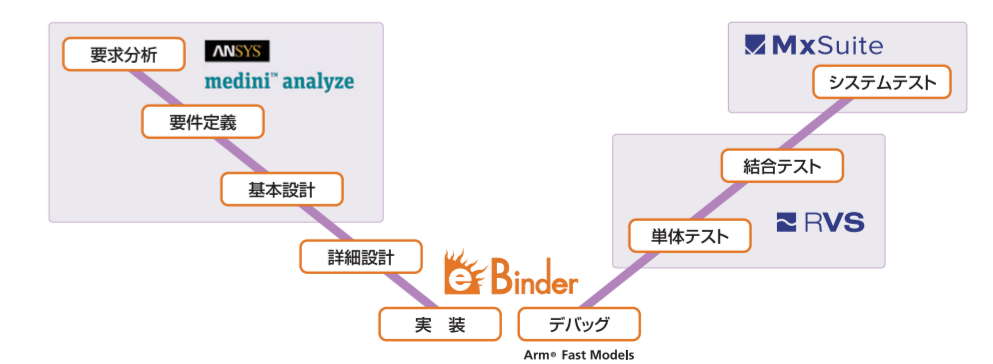 要求分析
ANSYS
medini™ analyze
要件定義
基本設計
詳細設計
e Binder
実 装
デバッグ
Arm® Fast Models
単体テスト
RVS
結合テスト
システムテスト
MxSuite